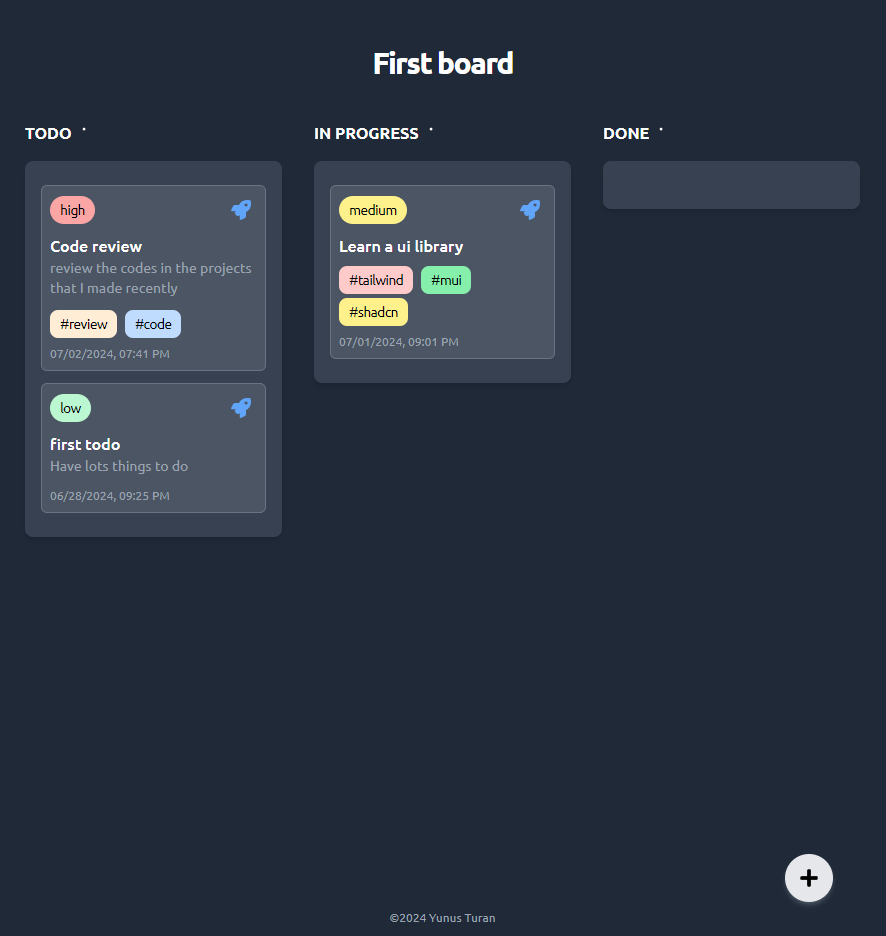 First board
TODO
high
Code review
review the codes in the projects
that I made recently
#review #code
07/02/2024, 07:41 PM
low
first todo
Have lots things to do
06/28/2024, 09:25 PM
IN PROGRESS
medium
Learn a ui library
#tailwind #mui
#shadcn
07/01/2024, 09:01 PM
DONE
©2024 Yunus Turan